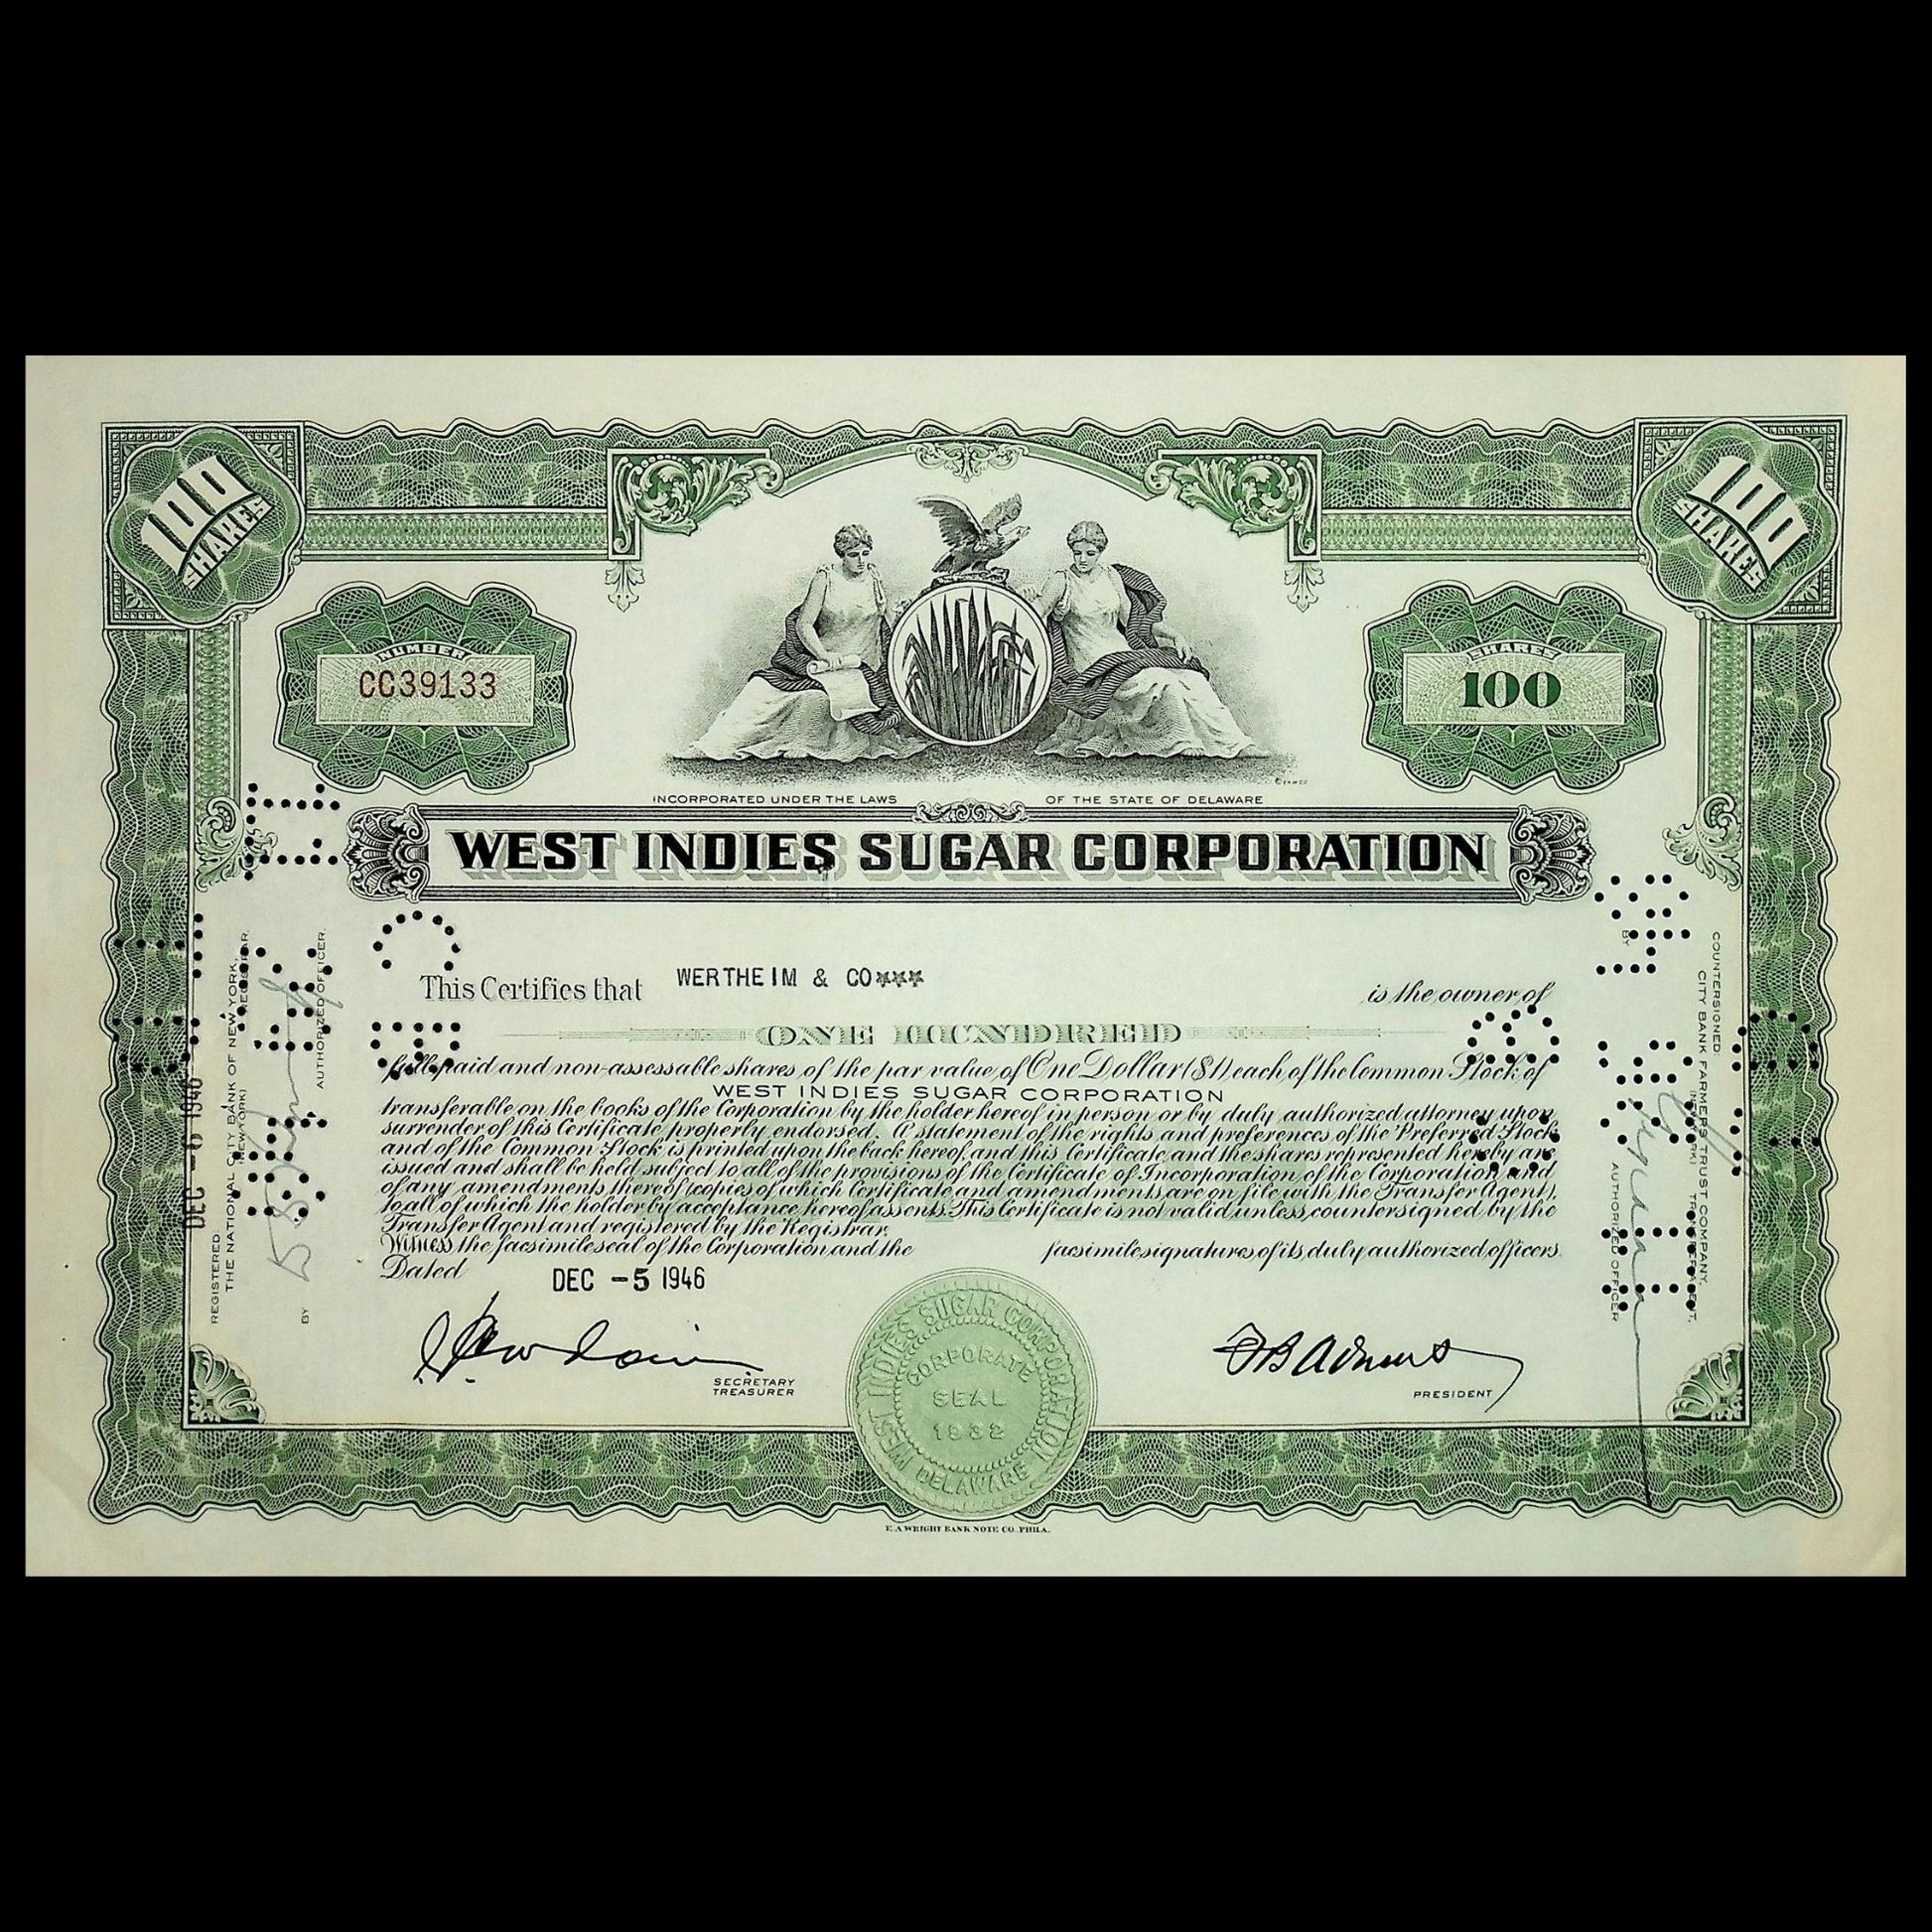 100 SHARES
100 SHARES
NUMBER
CC39133
SHARES
100
INCORPORATED UNDER THE LAWS OF THE STATE OF DELAWARE
WEST INDIES SUGAR CORPORATION
This Certifies that WERTHEIM & CO*** is the owner of
ONE HUNDRED
full paid and non-assessable shares of the par value of One Dollar ($1) each of the Common Stock of
WEST INDIES SUGAR CORPORATION
transferable on the books of the Corporation by the holder hereof in person or by duly authorized attorney upon
surrender of this Certificate properly endorsed. A statement of the rights and preferences of the Preferred Stock
and of the Common Stock is printed upon the back hereof, and this Certificate and the shares represented hereby are
issued and shall be held subject to all of the provisions of the Certificate of Incorporation of the Corporation and
of any amendments thereof (copies of which Certificate and amendments are on file with the Transfer Agent),
to all of which the holder by acceptance hereof assents. This Certificate is not valid unless countersigned by the
Transfer Agent and registered by the Registrar.
Witness the facsimile seal of the Corporation and the facsimile signatures of its duly authorized officers.
Dated DEC -5 1946
SECRETARY
TREASURER
PRESIDENT
WEST INDIES SUGAR CORPORATION
CORPORATE
SEAL
1932
DELAWARE
E. A. WRIGHT BANK NOTE CO. PHILA.
DEC -6 1946
REGISTERED:
THE NATIONAL CITY BANK OF NEW YORK,
(NEW YORK) REGISTRAR.
BY
AUTHORIZED OFFICER.
COUNTERSIGNED:
CITY BANK FARMERS TRUST COMPANY,
(NEW YORK) TRANSFER AGENT,
BY
AUTHORIZED OFFICER